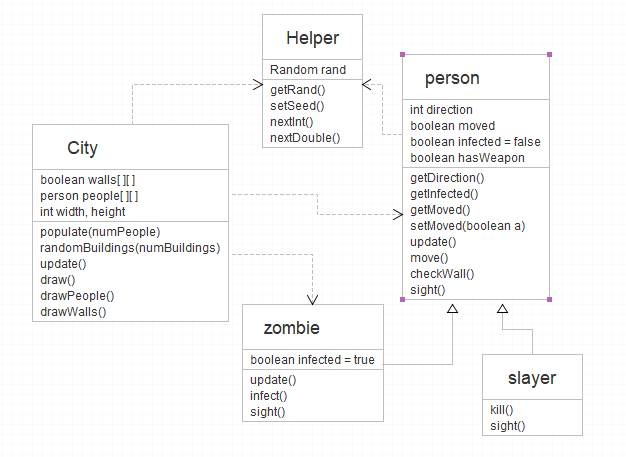 Helper
Random rand
getRand()
setSeed()
nextInt()
nextDouble()
person
int direction
boolean moved
boolean infected = false
boolean hasWeapon
getDirection()
getInfected()
getMoved()
setMoved(boolean a)
update()
move()
checkWall()
sight()
City
boolean walls[ ][ ]
person people[ ][ ]
int width, height
populate(numPeople)
randomBuildings(numBuildings)
update()
draw()
drawPeople()
drawWalls()
zombie
boolean infected = true
update()
infect()
sight()
slayer
kill()
sight()